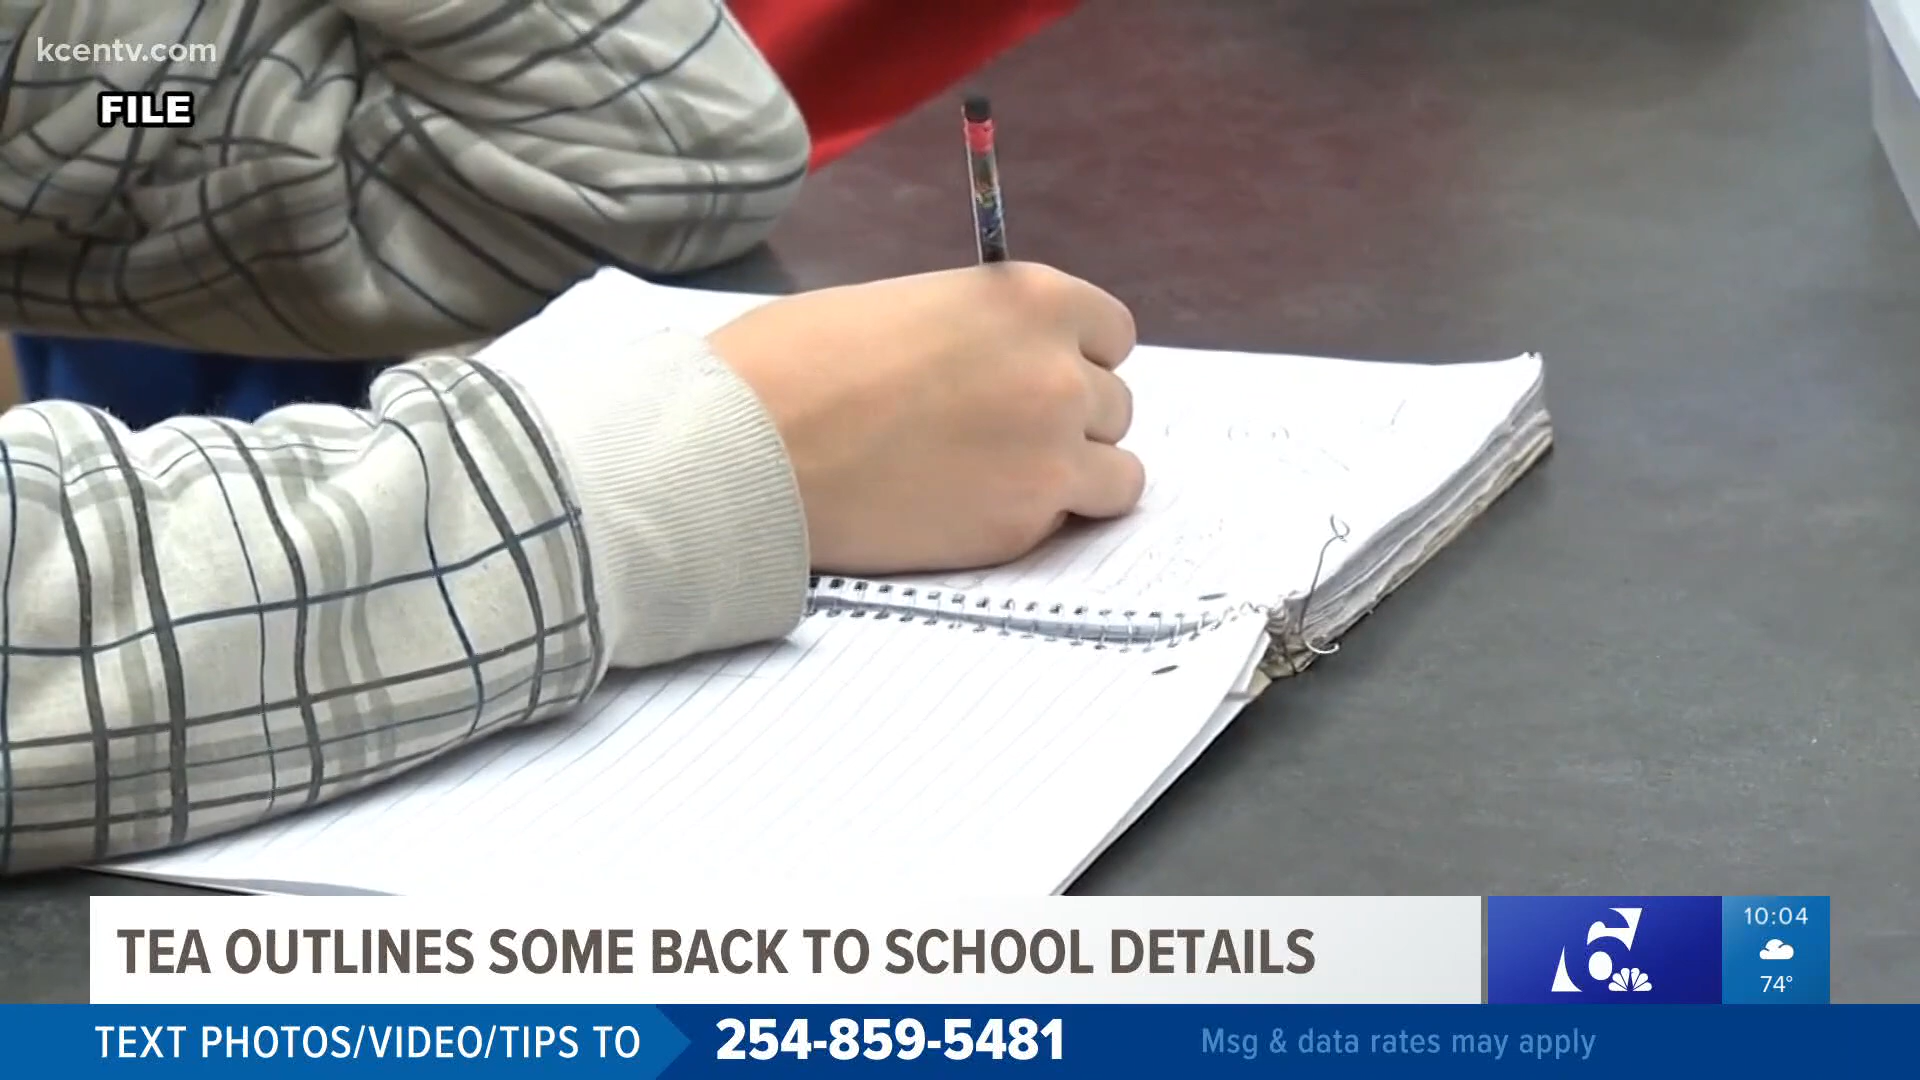 kcentv.com
FILE
TEA OUTLINES SOME BACK TO SCHOOL DETAILS
6
10:04
74°
TEXT PHOTOS/VIDEO/TIPS TO 254-859-5481 Msg & data rates may apply